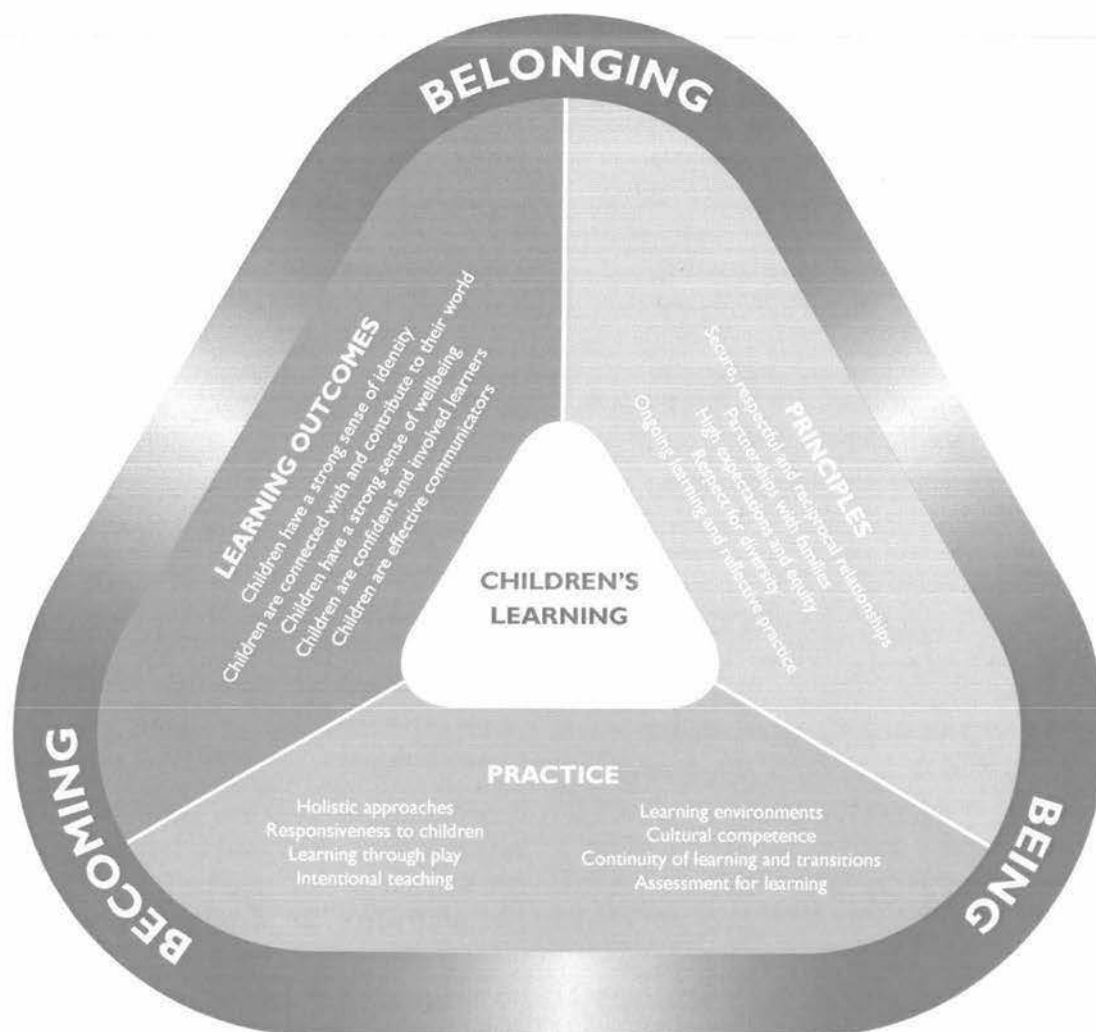 BELONGING
LEARNING OUTCOMES
Children have a strong sense of identity
Children are connected with and contribute to their world
Children have a strong sense of wellbeing
Children are confident and involved learners
Children are effective communicators
PRINCIPLES
Secure, respectful and reciprocal relationships
Partnerships with families
High expectations and equity
Respect for diversity
Ongoing learning and reflective practice
CHILDREN'S
LEARNING
PRACTICE
Holistic approaches
Responsiveness to children
Learning through play
Intentional teaching
Learning environments
Cultural competence
Continuity of learning and transitions
Assessment for learning
BECOMING
BEING